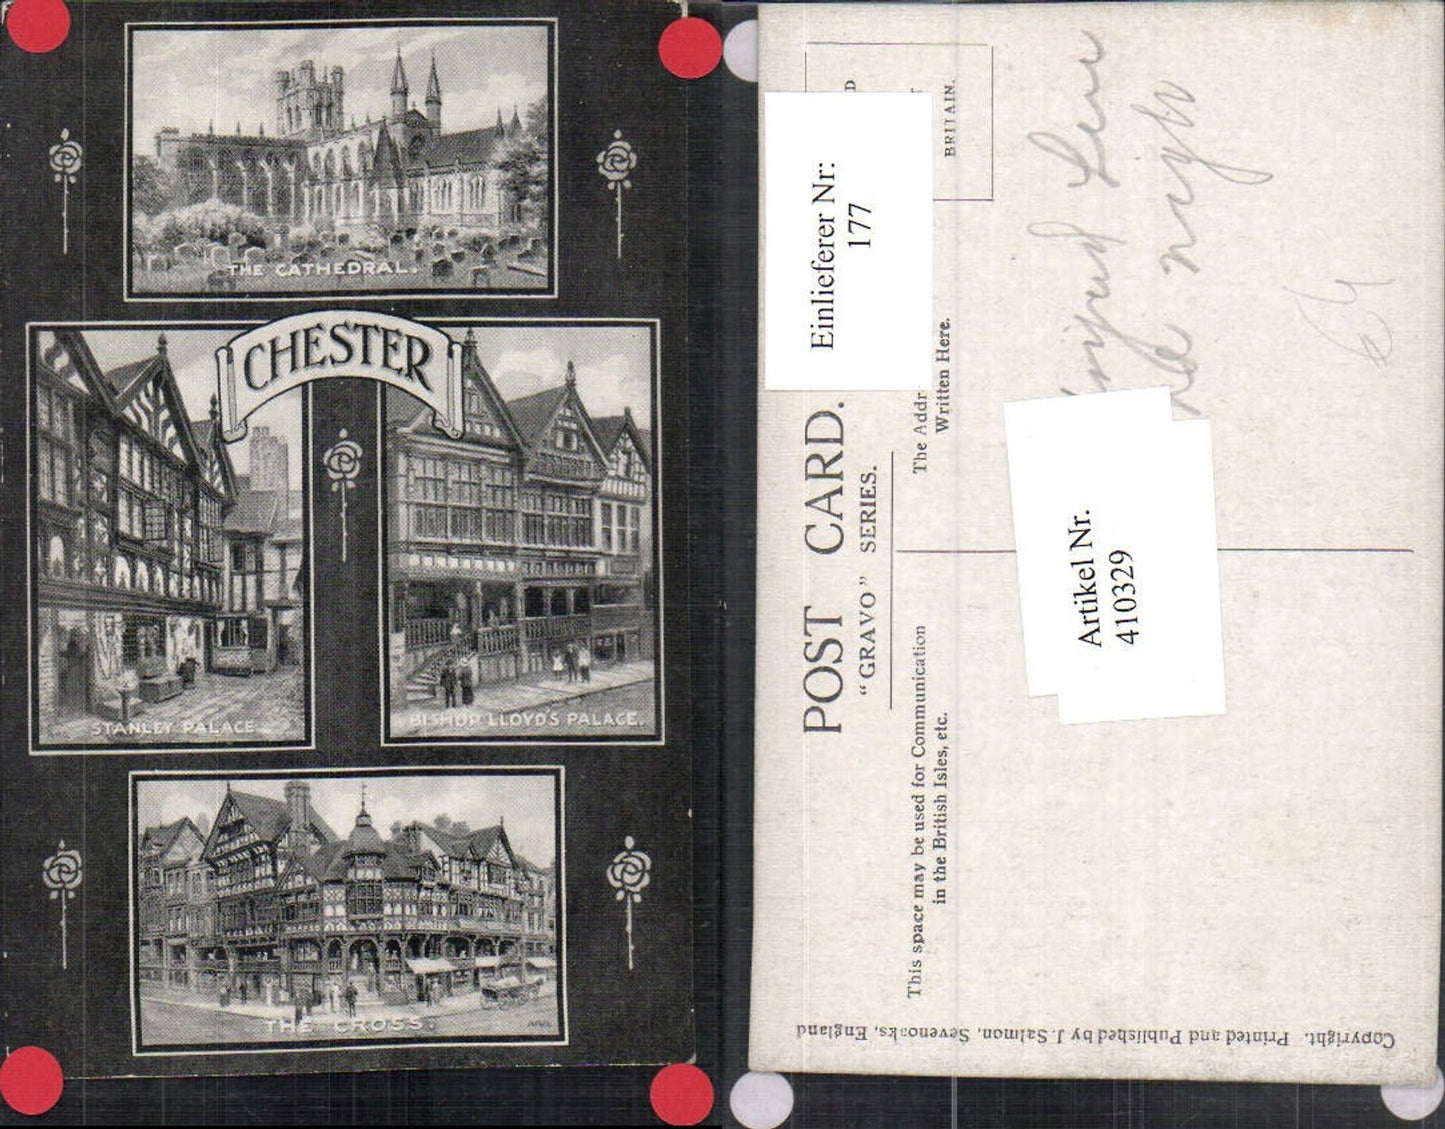 THE CATHEDRAL.
CHESTER
STANLEY PALACE.
BISHOP LLOYD'S PALACE.
THE CROSS.
POST CARD.
"GRAVO" SERIES.
This space may be used for Communication
in the British Isles, etc.
The Addr
Written Here.
BRITAIN.
Einlieferer Nr:
177
Artikel Nr.
410329
Copyright. Printed and Published by J. Salmon, Sevenoaks, England